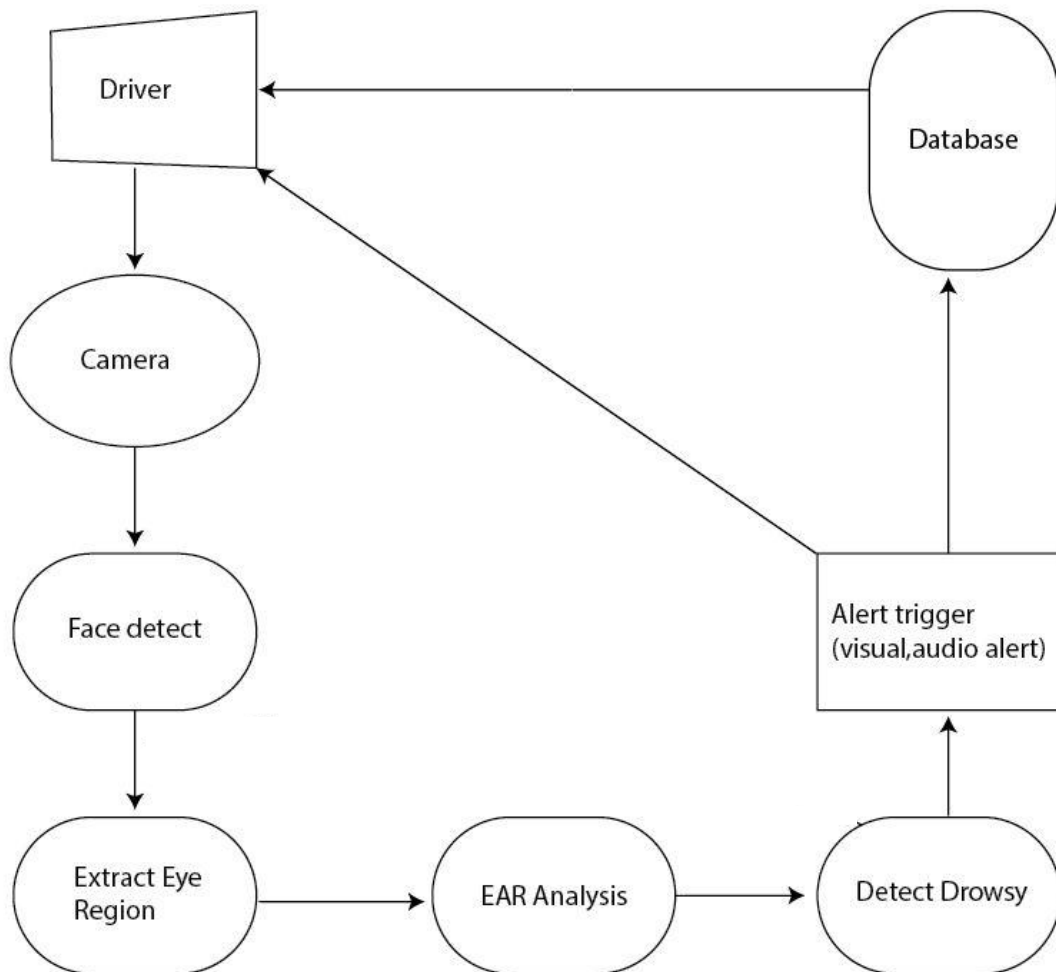 Driver
Database
Camera
Face detect
Alert trigger
(visual,audio alert)
Extract Eye
Region
EAR Analysis
Detect Drowsy